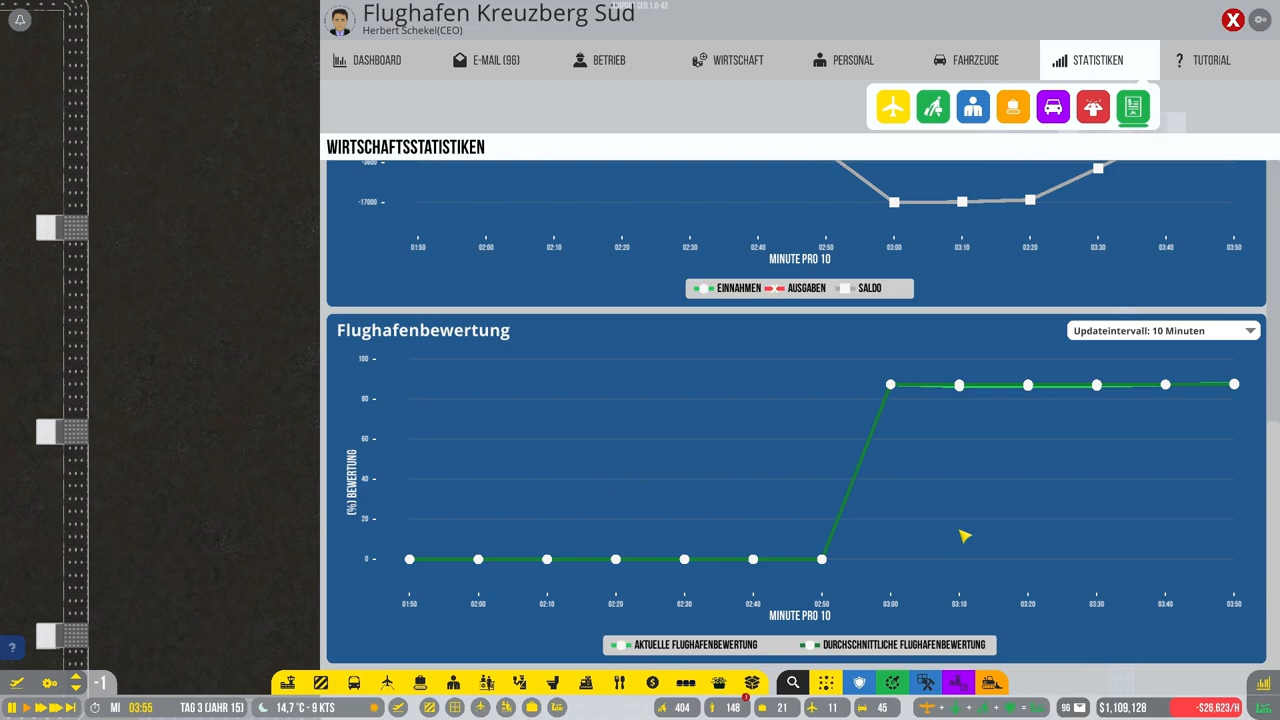 Flughafen Kreuzberg Süd
AIRPORT CEO 1.0-42
Herbert Schekel(CEO)
X
DASHBOARD
E-MAIL (96)
BETRIEB
WIRTSCHAFT
PERSONAL
FAHRZEUGE
STATISTIKEN
? TUTORIAL
WIRTSCHAFTSSTATISTIKEN
-17000
01:50 02:00 02:10 02:20 02:30 02:40 02:50 03:00 03:10 03:20 03:30 03:40 03:50
MINUTE PRO 10
EINNAHMEN AUSGABEN SALDO
Flughafenbewertung
Updateintervall: 10 Minuten
100
80
60
40
20
0
(%) BEWERTUNG
01:50 02:00 02:10 02:20 02:30 02:40 02:50 03:00 03:10 03:20 03:30 03:40 03:50
MINUTE PRO 10
AKTUELLE FLUGHAFENBEWERTUNG DURCHSCHNITTLICHE FLUGHAFENBEWERTUNG
?
-1
03:55 TAG 3 (JAHR 15)
MI
14,7°C - 9 KTS
404 148 21 11 45
96 $1,109,128 -$26,623/H